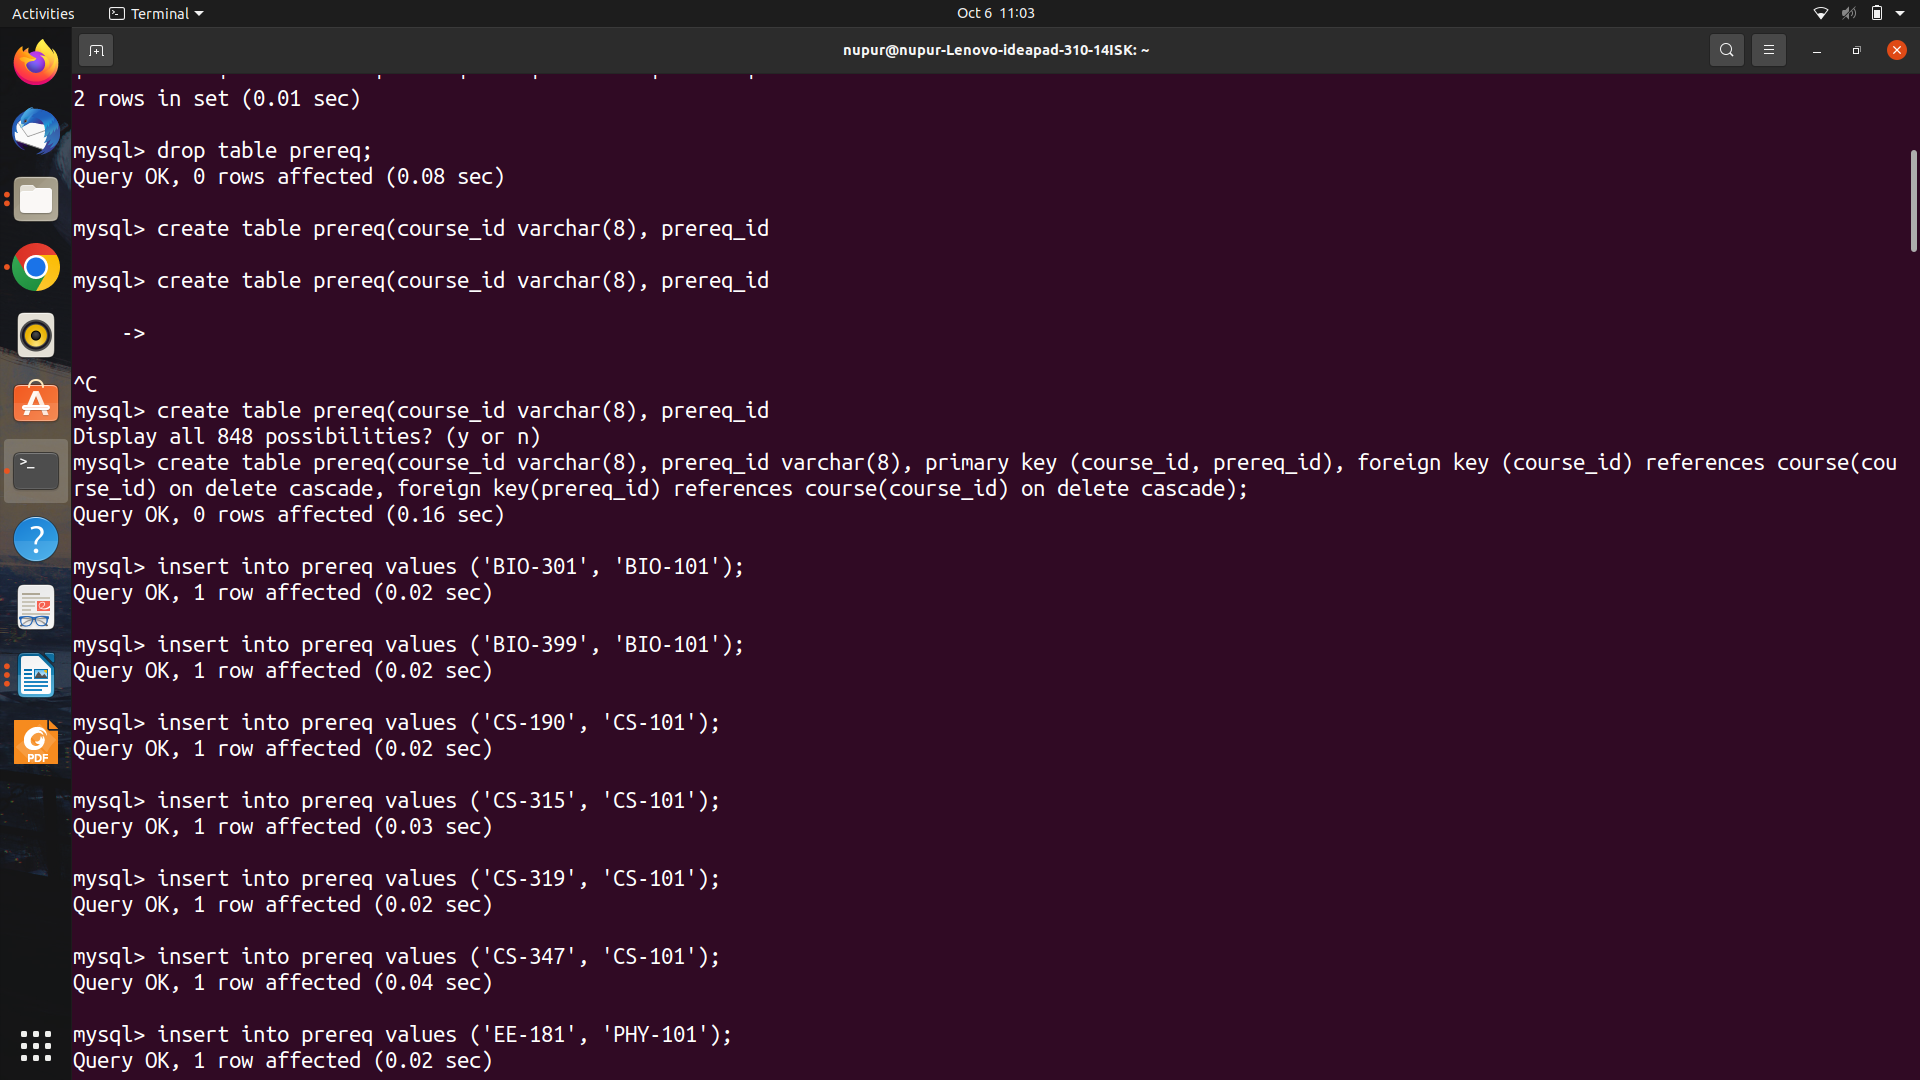 Activities
Terminal
Oct 6 11:03
nupur@nupur-Lenovo-ideapad-310-14ISK: ~
2 rows in set (0.01 sec)
mysql> drop table prereq;
Query OK, 0 rows affected (0.08 sec)
mysql> create table prereq(course_id varchar(8), prereq_id
mysql> create table prereq(course_id varchar(8), prereq_id
->
^C
mysql> create table prereq(course_id varchar(8), prereq_id
Display all 848 possibilities? (y or n)
mysql> create table prereq(course_id varchar(8), prereq_id varchar(8), primary key (course_id, prereq_id), foreign key (course_id) references course(cou
rse_id) on delete cascade, foreign key(prereq_id) references course(course_id) on delete cascade);
Query OK, 0 rows affected (0.16 sec)
mysql> insert into prereq values ('BIO-301', 'BIO-101');
Query OK, 1 row affected (0.02 sec)
mysql> insert into prereq values ('BIO-399', 'BIO-101');
Query OK, 1 row affected (0.02 sec)
mysql> insert into prereq values ('CS-190', 'CS-101');
Query OK, 1 row affected (0.02 sec)
mysql> insert into prereq values ('CS-315', 'CS-101');
Query OK, 1 row affected (0.03 sec)
mysql> insert into prereq values ('CS-319', 'CS-101');
Query OK, 1 row affected (0.02 sec)
mysql> insert into prereq values ('CS-347', 'CS-101');
Query OK, 1 row affected (0.04 sec)
mysql> insert into prereq values ('EE-181', 'PHY-101');
Query OK, 1 row affected (0.02 sec)
PDF